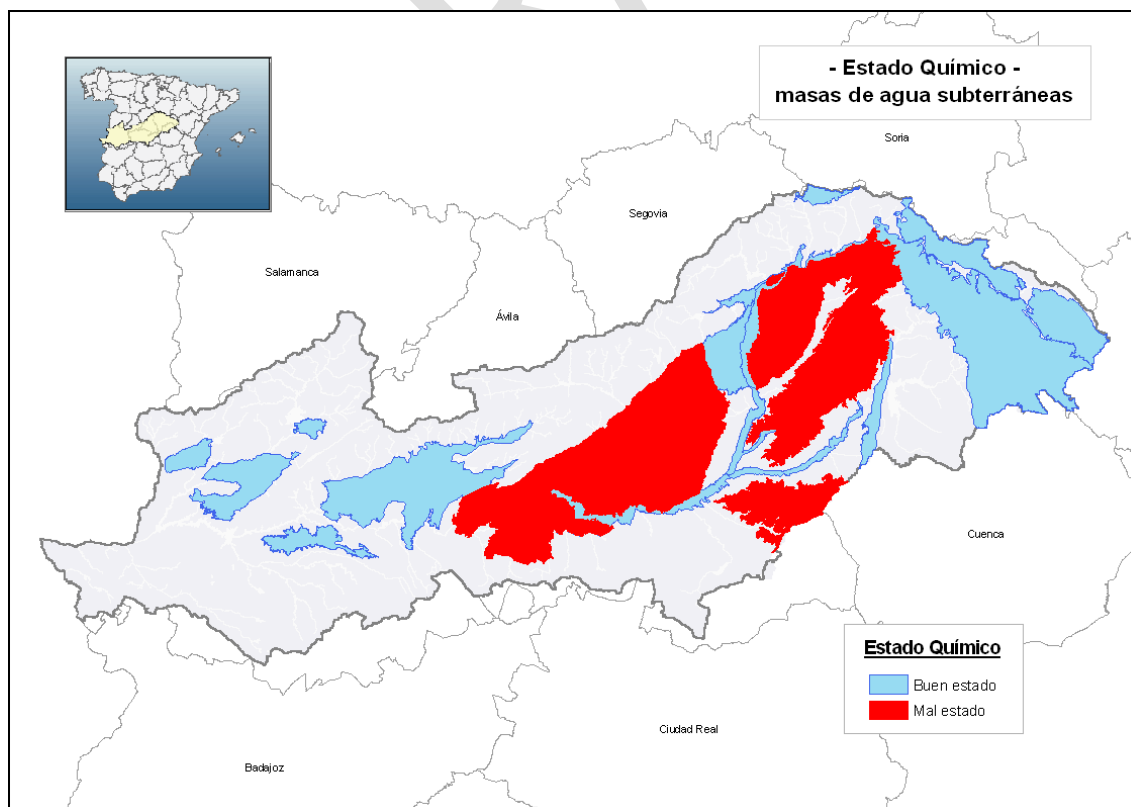 - Estado Químico -
masas de agua subterráneas
Soria
Segovia
Salamanca
Ávila
Cuenca
Estado Químico
Buen estado
Mal estado
Ciudad Real
Badajoz